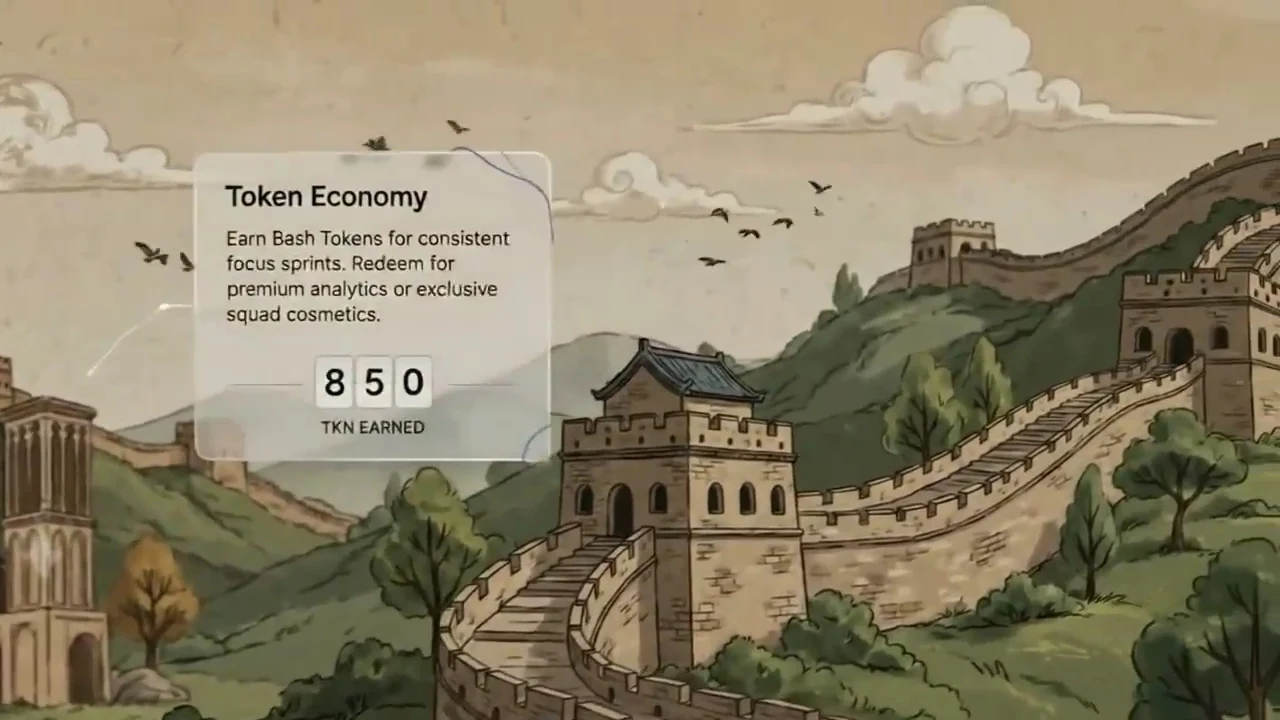 Token Economy
Earn Bash Tokens for consistent
focus sprints. Redeem for
premium analytics or exclusive
squad cosmetics.
850
TKN EARNED